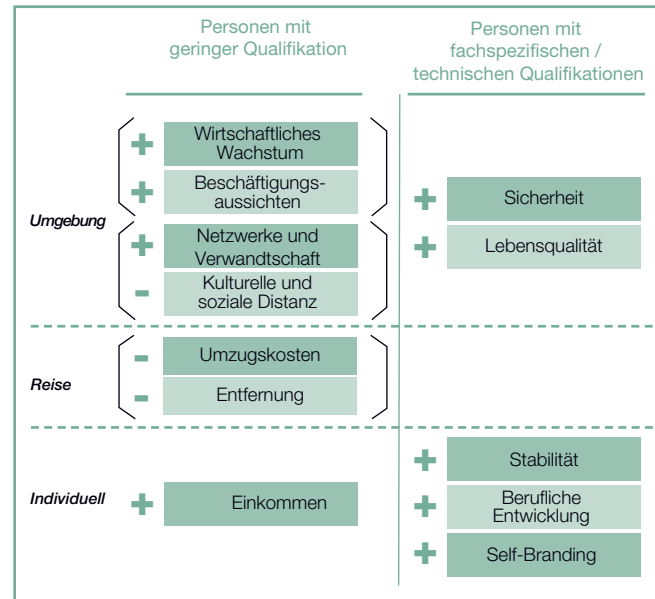 Personen mit
geringer Qualifikation
Personen mit
fachspezifischen /
technischen Qualifikationen
Umgebung
+ Wirtschaftliches
Wachstum
+ Beschäftigungs-
aussichten
+ Netzwerke und
Verwandtschaft
- Kulturelle und
soziale Distanz
+ Sicherheit
+ Lebensqualität
Reise
- Umzugskosten
- Entfernung
Individuell
+ Einkommen
+ Stabilität
+ Berufliche
Entwicklung
+ Self-Branding